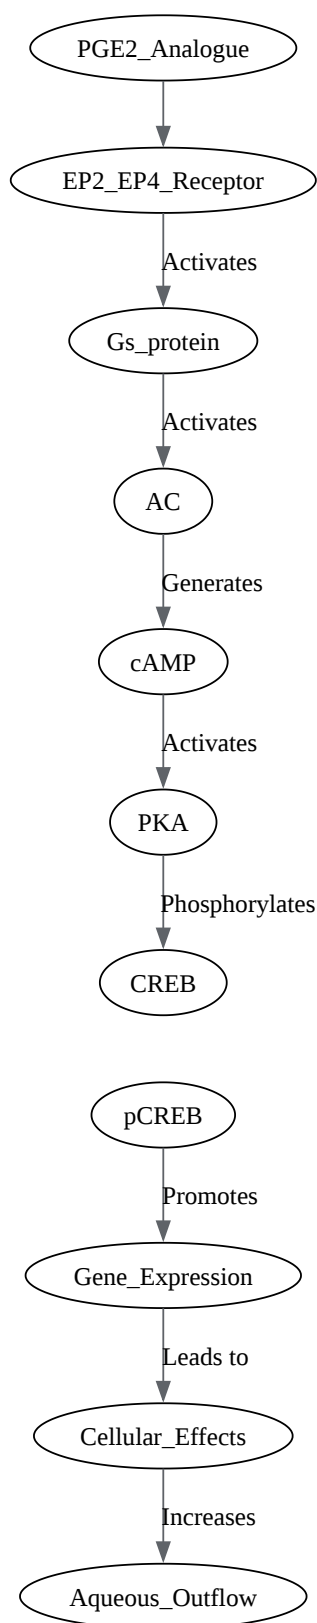 PGE2_Analogue
EP2_EP4_Receptor
Activates
Gs_protein
Activates
AC
Generates
cAMP
Activates
PKA
Phosphorylates
CREB
pCREB
Promotes
Gene_Expression
Leads to
Cellular_Effects
Increases
Aqueous_Outflow